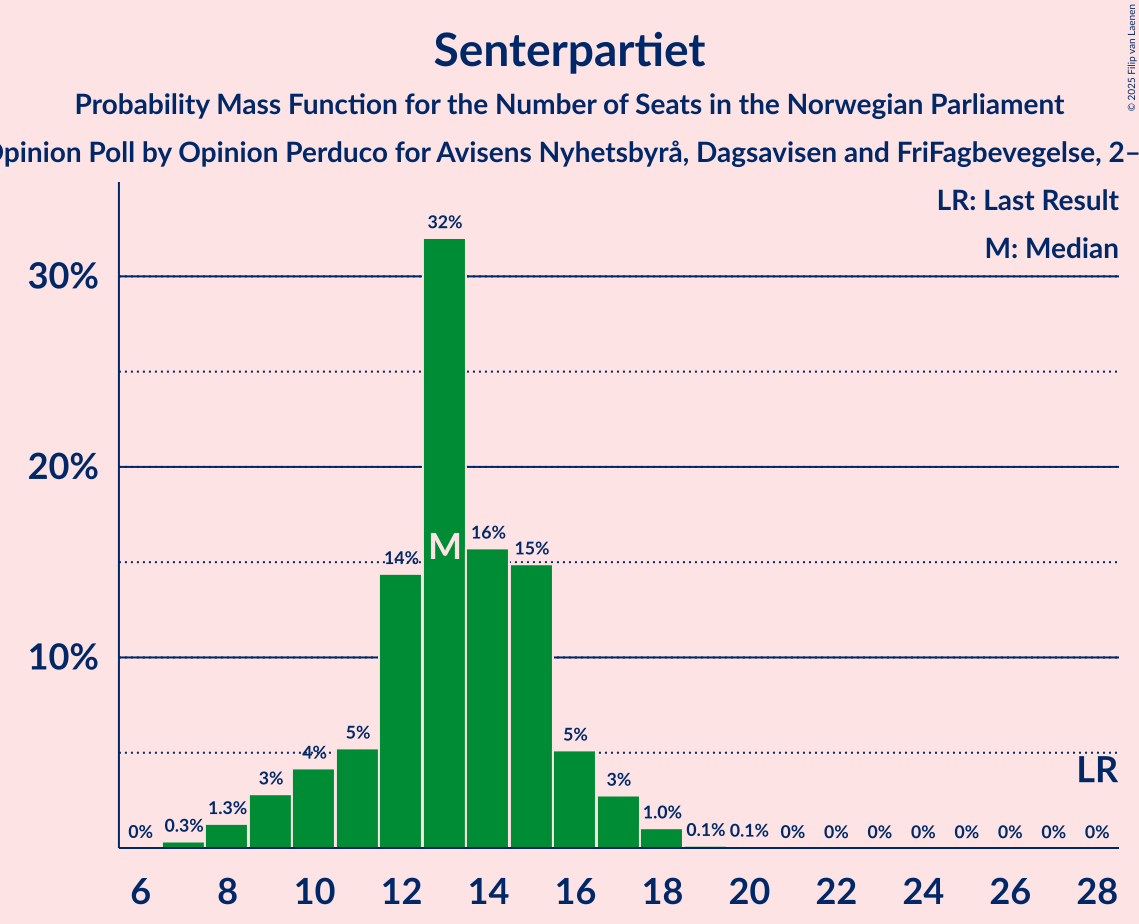 Senterpartiet
Probability Mass Function for the Number of Seats in the Norwegian Parliament
Opinion Poll by Opinion Perduco for Avisens Nyhetsbyrå, Dagsavisen and FriFagbevegelse, 2–
© 2025 Filip van Laenen
LR: Last Result
M: Median
30%
20%
10%
0% 0.3% 1.3% 3% 4% 5% 14% 32% 16% 15% 5% 3% 1.0% 0.1% 0.1% 0% 0% 0% 0% 0% 0% 0% 0%
M
LR
6 8 10 12 14 16 18 20 22 24 26 28